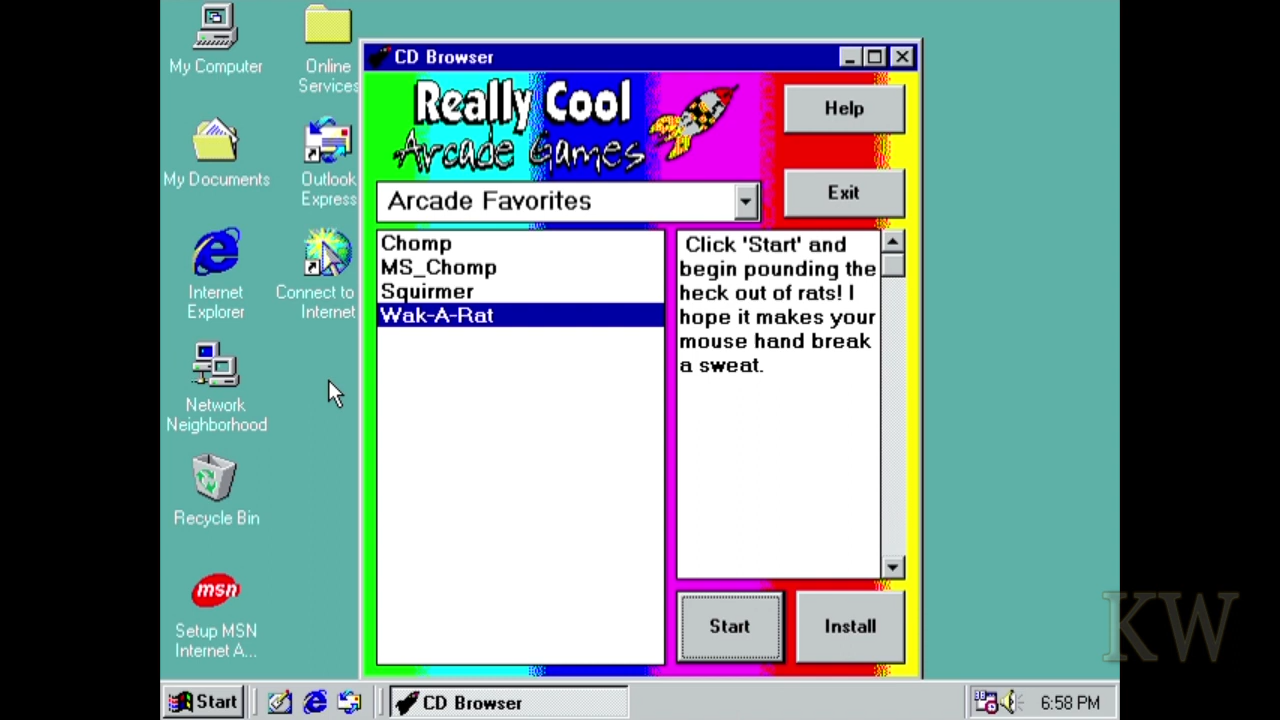 My Computer
Online
Services
My Documents
Outlook
Express
Internet
Explorer
Connect to
Internet
Network
Neighborhood
Recycle Bin
msn
Setup MSN
Internet A...
CD Browser
Really Cool
Arcade Games
Help
Exit
Arcade Favorites
Chomp
MS_Chomp
Squirmer
Wak-A-Rat
Click 'Start' and
begin pounding the
heck out of rats! I
hope it makes your
mouse hand break
a sweat.
Start
Install
KW
Start
CD Browser
6:58 PM